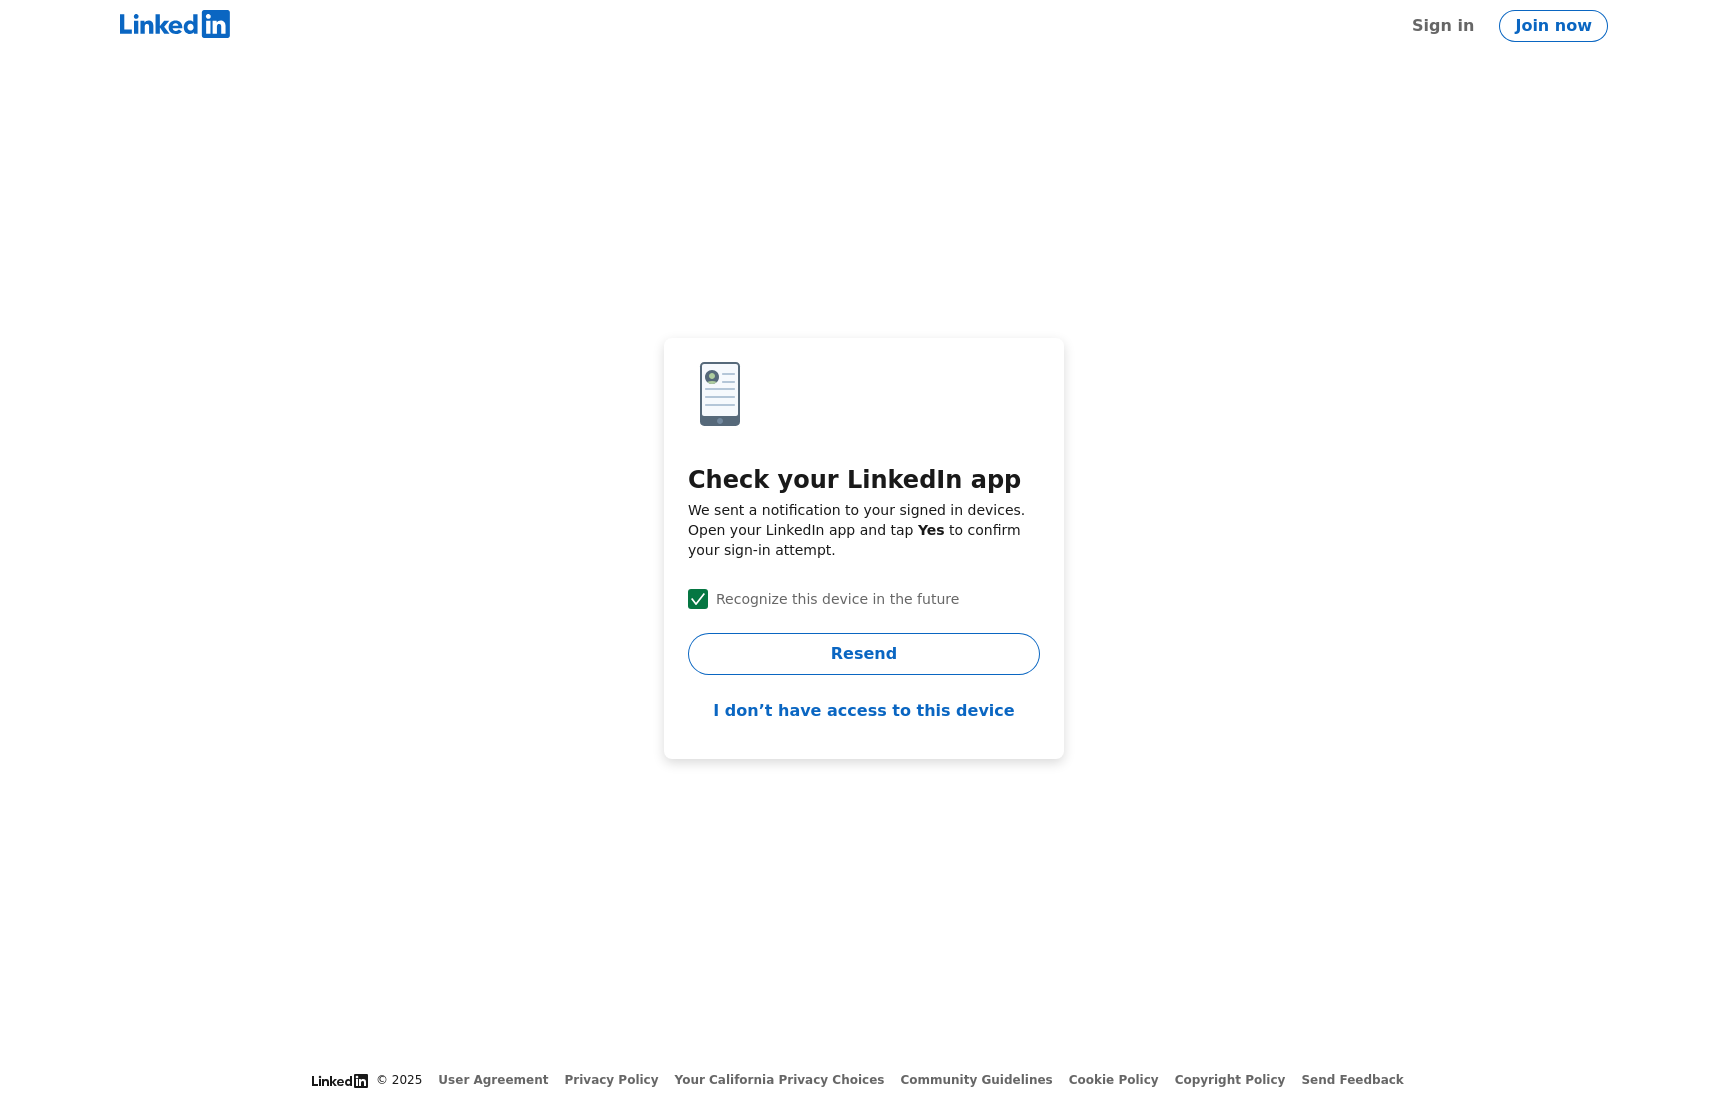 LinkedIn
Sign in
Join now
Check your LinkedIn app
We sent a notification to your signed in devices.
Open your LinkedIn app and tap Yes to confirm
your sign-in attempt.
Recognize this device in the future
Resend
I don’t have access to this device
LinkedIn © 2025 User Agreement Privacy Policy Your California Privacy Choices Community Guidelines Cookie Policy Copyright Policy Send Feedback